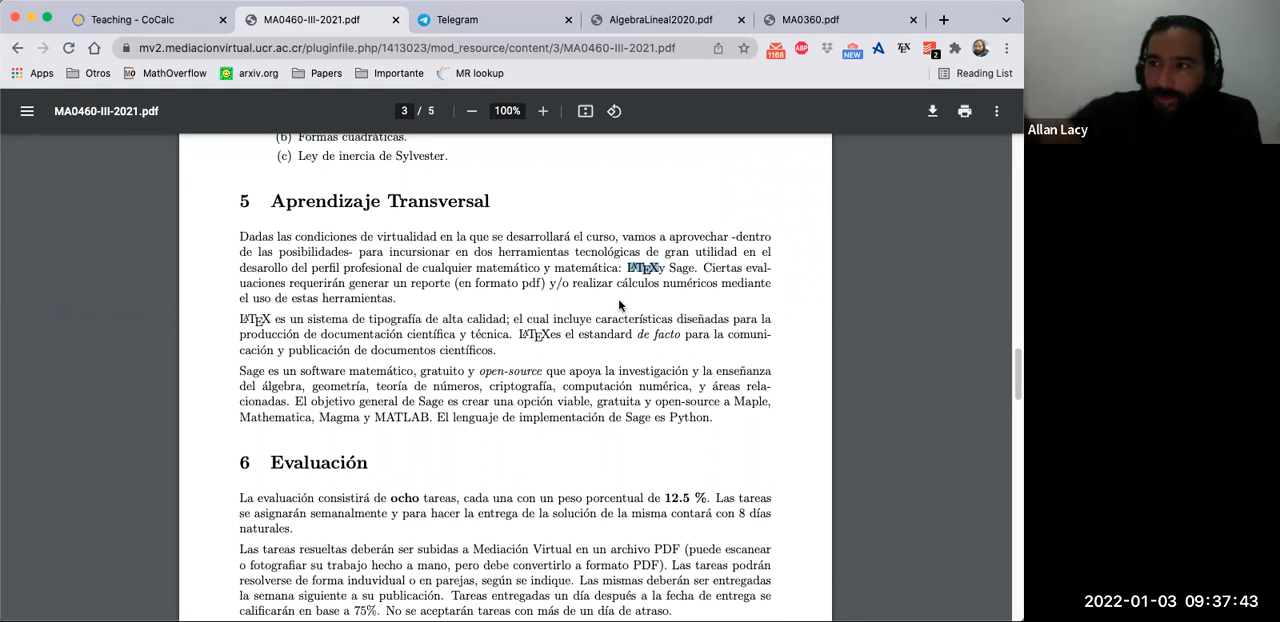 Teaching - CoCalc
MA0460-III-2021.pdf
Telegram
AlgebraLineal2020.pdf
MA0360.pdf
mv2.mediacionvirtual.ucr.ac.cr/pluginfile.php/1413023/mod_resource/content/3/MA0460-III-2021.pdf
1168
ABP
NEW
A
TEX
2
Apps
Otros
MathOverflow
arxiv.org
Papers
Importante
MR lookup
Reading List
MA0460-III-2021.pdf
3 / 5
100%
(b) Formas cuadráticas.
(c) Ley de inercia de Sylvester.
5 Aprendizaje Transversal
Dadas las condiciones de virtualidad en la que se desarrollará el curso, vamos a aprovechar -dentro
de las posibilidades- para incursionar en dos herramientas tecnológicas de gran utilidad en el
desarollo del perfil profesional de cualquier matemático y matemática: LATEXy Sage. Ciertas eval-
uaciones requerirán generar un reporte (en formato pdf) y/o realizar cálculos numéricos mediante
el uso de estas herramientas.
LATEX es un sistema de tipografía de alta calidad; el cual incluye características diseñadas para la
producción de documentación científica y técnica. LATEXes el estandard de facto para la comuni-
cación y publicación de documentos científicos.
Sage es un software matemático, gratuito y open-source que apoya la investigación y la enseñanza
del álgebra, geometría, teoría de números, criptografía, computación numérica, y áreas rela-
cionadas. El objetivo general de Sage es crear una opción viable, gratuita y open-source a Maple,
Mathematica, Magma y MATLAB. El lenguaje de implementación de Sage es Python.
6 Evaluación
La evaluación consistirá de ocho tareas, cada una con un peso porcentual de 12.5 %. Las tareas
se asignarán semanalmente y para hacer la entrega de la solución de la misma contará con 8 días
naturales.
Las tareas resueltas deberán ser subidas a Mediación Virtual en un archivo PDF (puede escanear
o fotografiar su trabajo hecho a mano, pero debe convertirlo a formato PDF). Las tareas podrán
resolverse de forma induvidual o en parejas, según se indique. Las mismas deberán ser entregadas
la semana siguiente a su publicación. Tareas entregadas un día después a la fecha de entrega se
calificarán en base a 75%. No se aceptarán tareas con más de un día de atraso.
Allan Lacy
2022-01-03 09:37:43